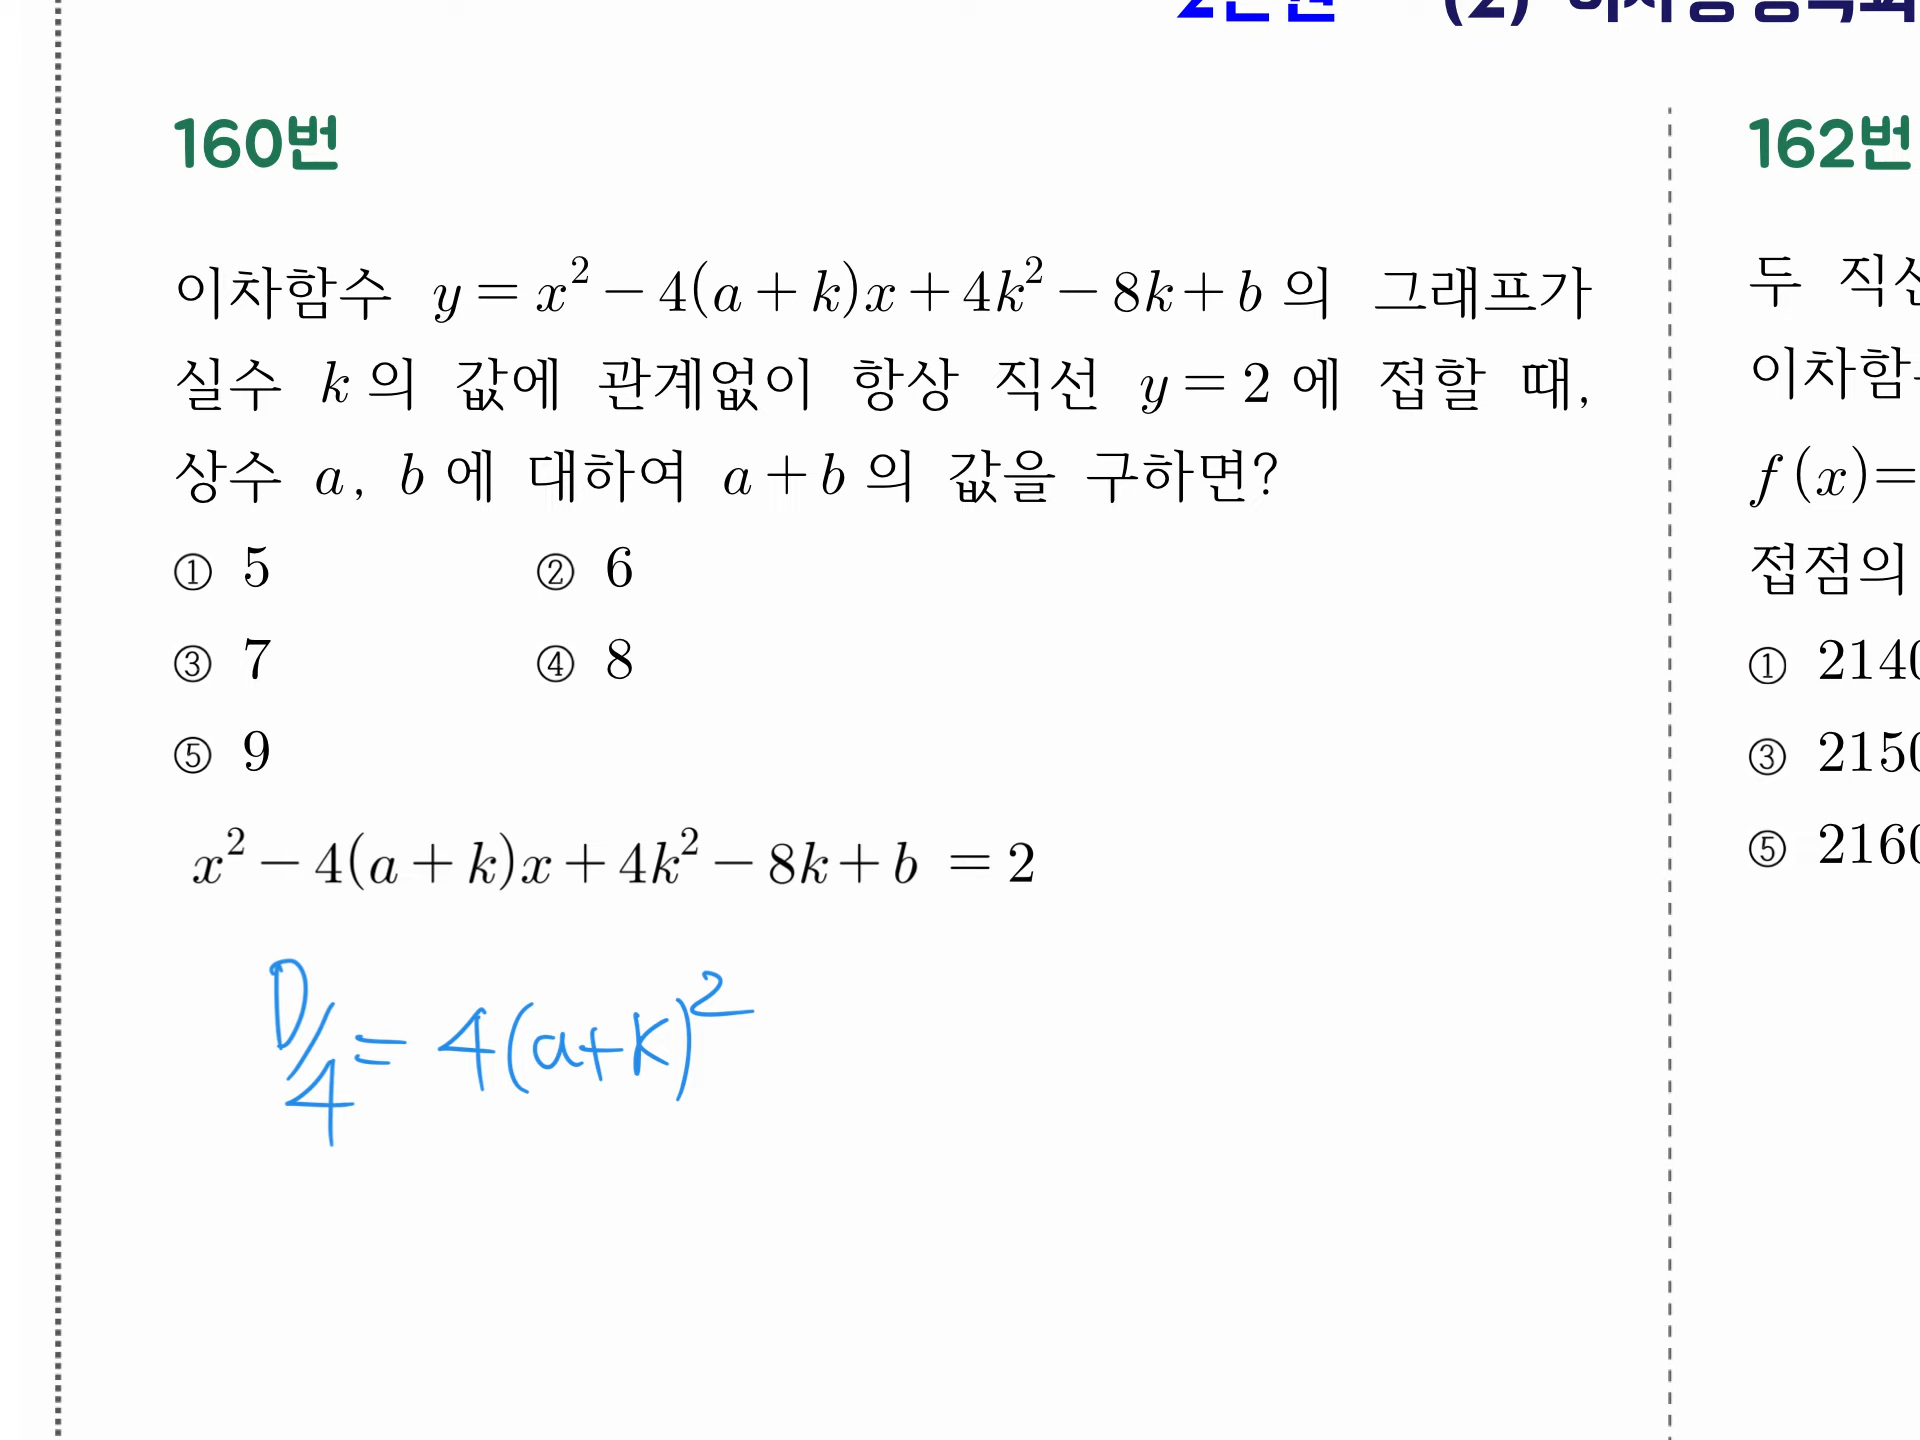 160번
이차함수 y = x² − 4(a + k)x + 4k² − 8k + b 의 그래프가
실수 k 의 값에 관계없이 항상 직선 y = 2 에 접할 때,
상수 a, b 에 대하여 a + b 의 값을 구하면?
① 5 ② 6
③ 7 ④ 8
⑤ 9
x² − 4(a + k)x + 4k² − 8k + b = 2
D/4 = 4(a+k)²
162번
두 직선
이차함
f(x)=
접점의
① 2140
③ 2150
⑤ 2160